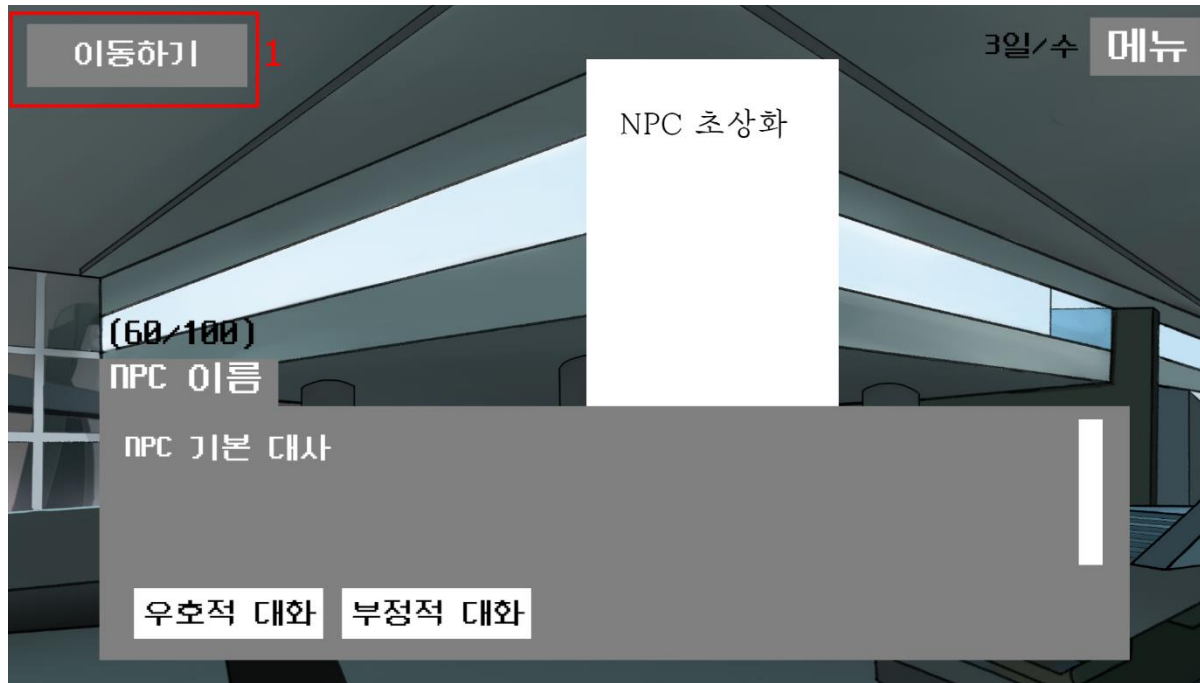 이동하기 1
3일/수 메뉴
NPC 초상화
(60/100)
NPC 이름
NPC 기본 대사
우호적 대화 부정적 대화